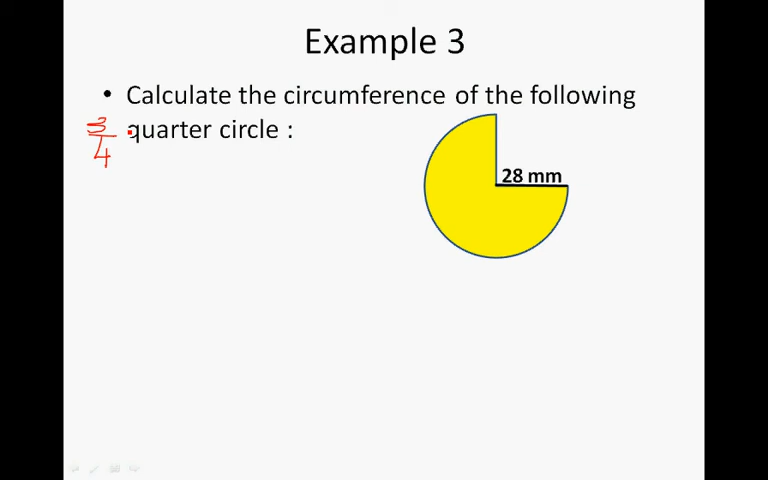 Example 3
• Calculate the circumference of the following
3/4 quarter circle :
28 mm